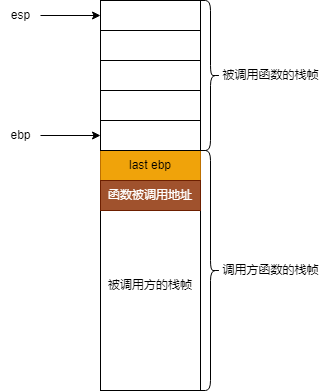 esp
被调用函数的栈帧
ebp
last ebp
函数被调用地址
调用方函数的栈帧
被调用方的栈帧